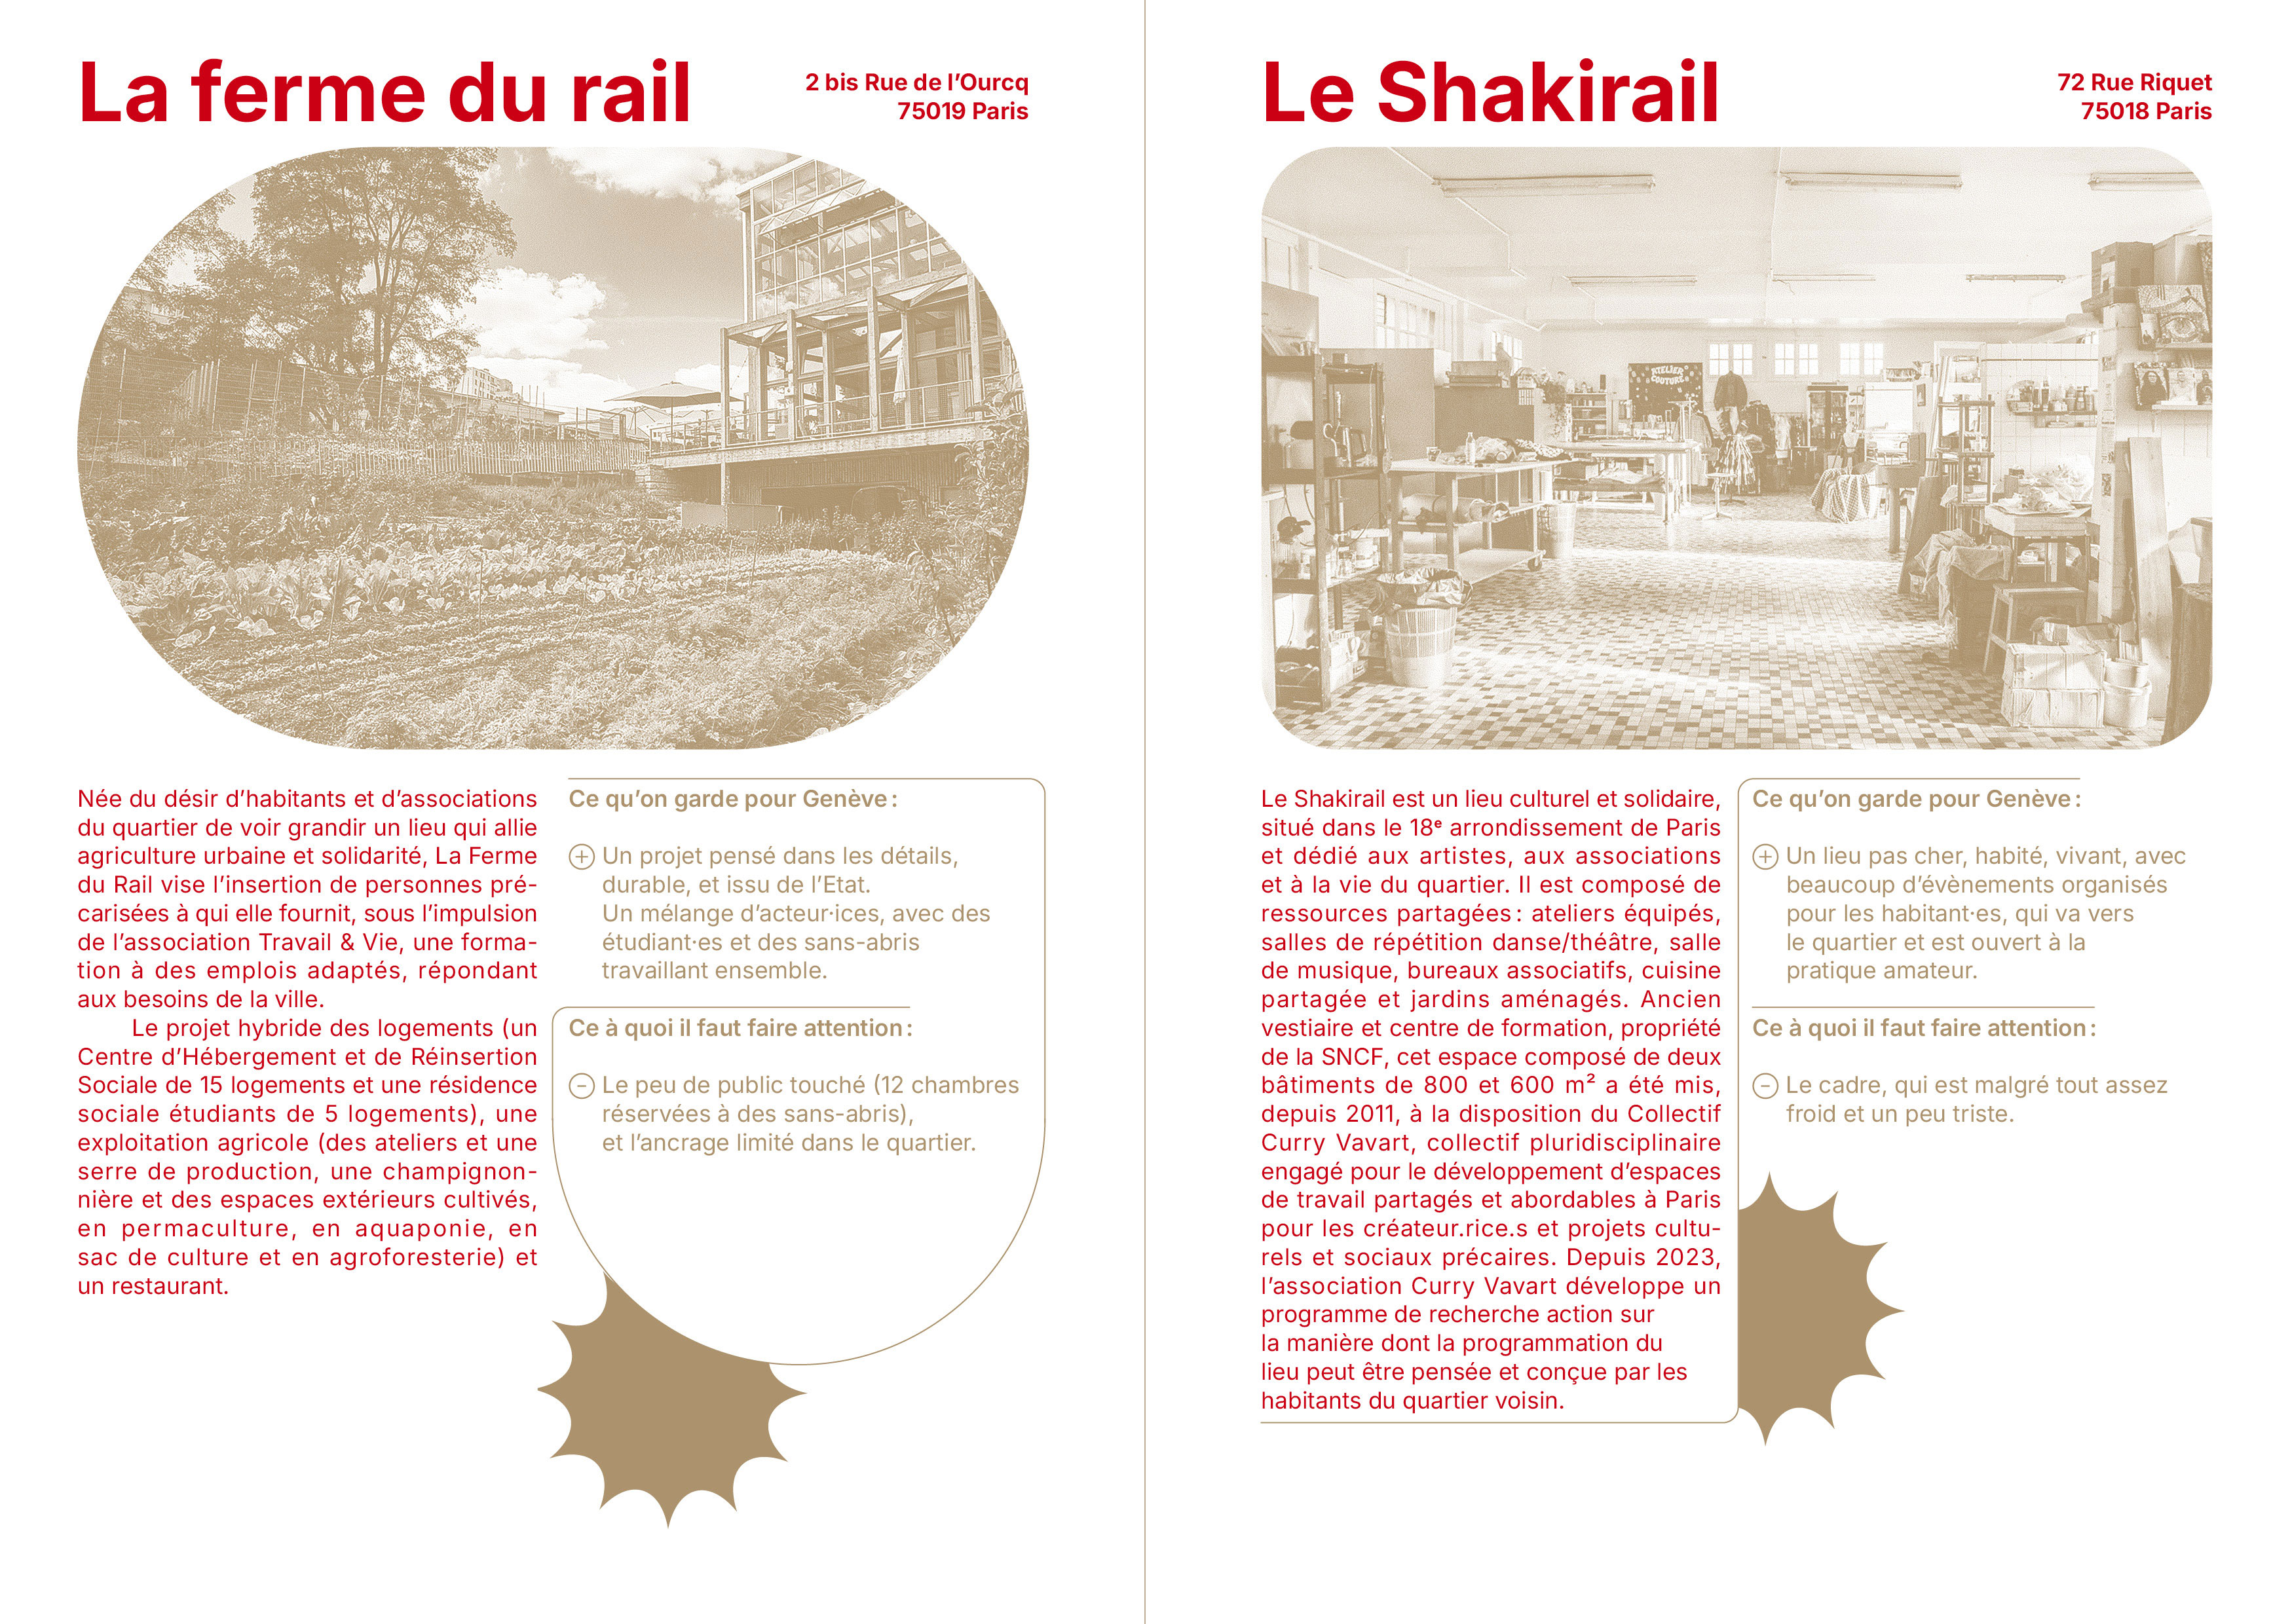 La ferme du rail
2 bis Rue de l’Ourcq
75019 Paris
Née du désir d’habitants et d’associations
du quartier de voir grandir un lieu qui allie
agriculture urbaine et solidarité, La Ferme
du Rail vise l’insertion de personnes pré-
carisées à qui elle fournit, sous l’impulsion
de l’association Travail & Vie, une forma-
tion à des emplois adaptés, répondant
aux besoins de la ville.
Le projet hybride des logements (un
Centre d’Hébergement et de Réinsertion
Sociale de 15 logements et une résidence
sociale étudiants de 5 logements), une
exploitation agricole (des ateliers et une
serre de production, une champignon-
nière et des espaces extérieurs cultivés,
en permaculture, en aquaponie, en
sac de culture et en agroforesterie) et
un restaurant.
Ce qu’on garde pour Genève :
+ Un projet pensé dans les détails,
durable, et issu de l’Etat.
Un mélange d’acteur·ices, avec des
étudiant·es et des sans-abris
travaillant ensemble.
Ce à quoi il faut faire attention :
- Le peu de public touché (12 chambres
réservées à des sans-abris),
et l’ancrage limité dans le quartier.
Le Shakirail
72 Rue Riquet
75018 Paris
ATELIER
COUTURE
Le Shakirail est un lieu culturel et solidaire,
situé dans le 18ᵉ arrondissement de Paris
et dédié aux artistes, aux associations
et à la vie du quartier. Il est composé de
ressources partagées : ateliers équipés,
salles de répétition danse/théâtre, salle
de musique, bureaux associatifs, cuisine
partagée et jardins aménagés. Ancien
vestiaire et centre de formation, propriété
de la SNCF, cet espace composé de deux
bâtiments de 800 et 600 m² a été mis,
depuis 2011, à la disposition du Collectif
Curry Vavart, collectif pluridisciplinaire
engagé pour le développement d’espaces
de travail partagés et abordables à Paris
pour les créateur.rice.s et projets cultu-
rels et sociaux précaires. Depuis 2023,
l’association Curry Vavart développe un
programme de recherche action sur
la manière dont la programmation du
lieu peut être pensée et conçue par les
habitants du quartier voisin.
Ce qu’on garde pour Genève :
+ Un lieu pas cher, habité, vivant, avec
beaucoup d’évènements organisés
pour les habitant·es, qui va vers
le quartier et est ouvert à la
pratique amateur.
Ce à quoi il faut faire attention :
- Le cadre, qui est malgré tout assez
froid et un peu triste.